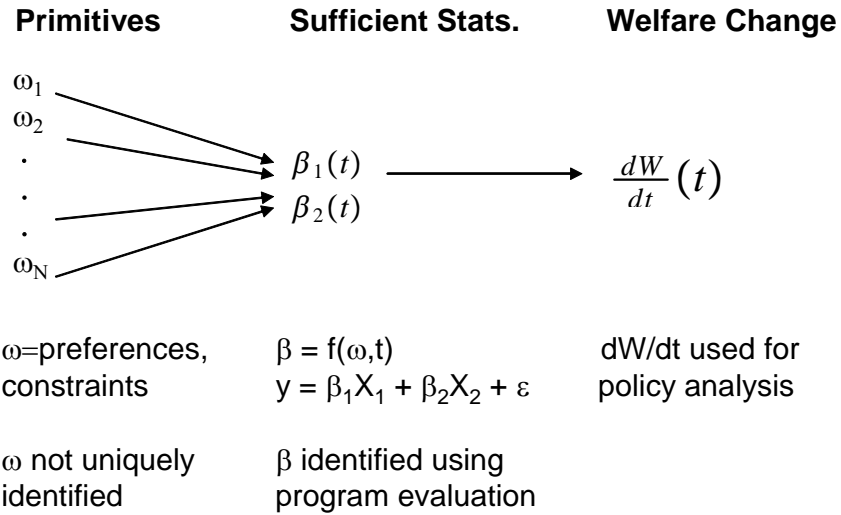 Primitives Sufficient Stats. Welfare Change
ω₁
ω₂
.
.
.
ω_N
β₁(t)
β₂(t)
dW/dt (t)
ω=preferences,
constraints
β = f(ω,t)
y = β₁X₁ + β₂X₂ + ε
dW/dt used for
policy analysis
ω not uniquely
identified
β identified using
program evaluation